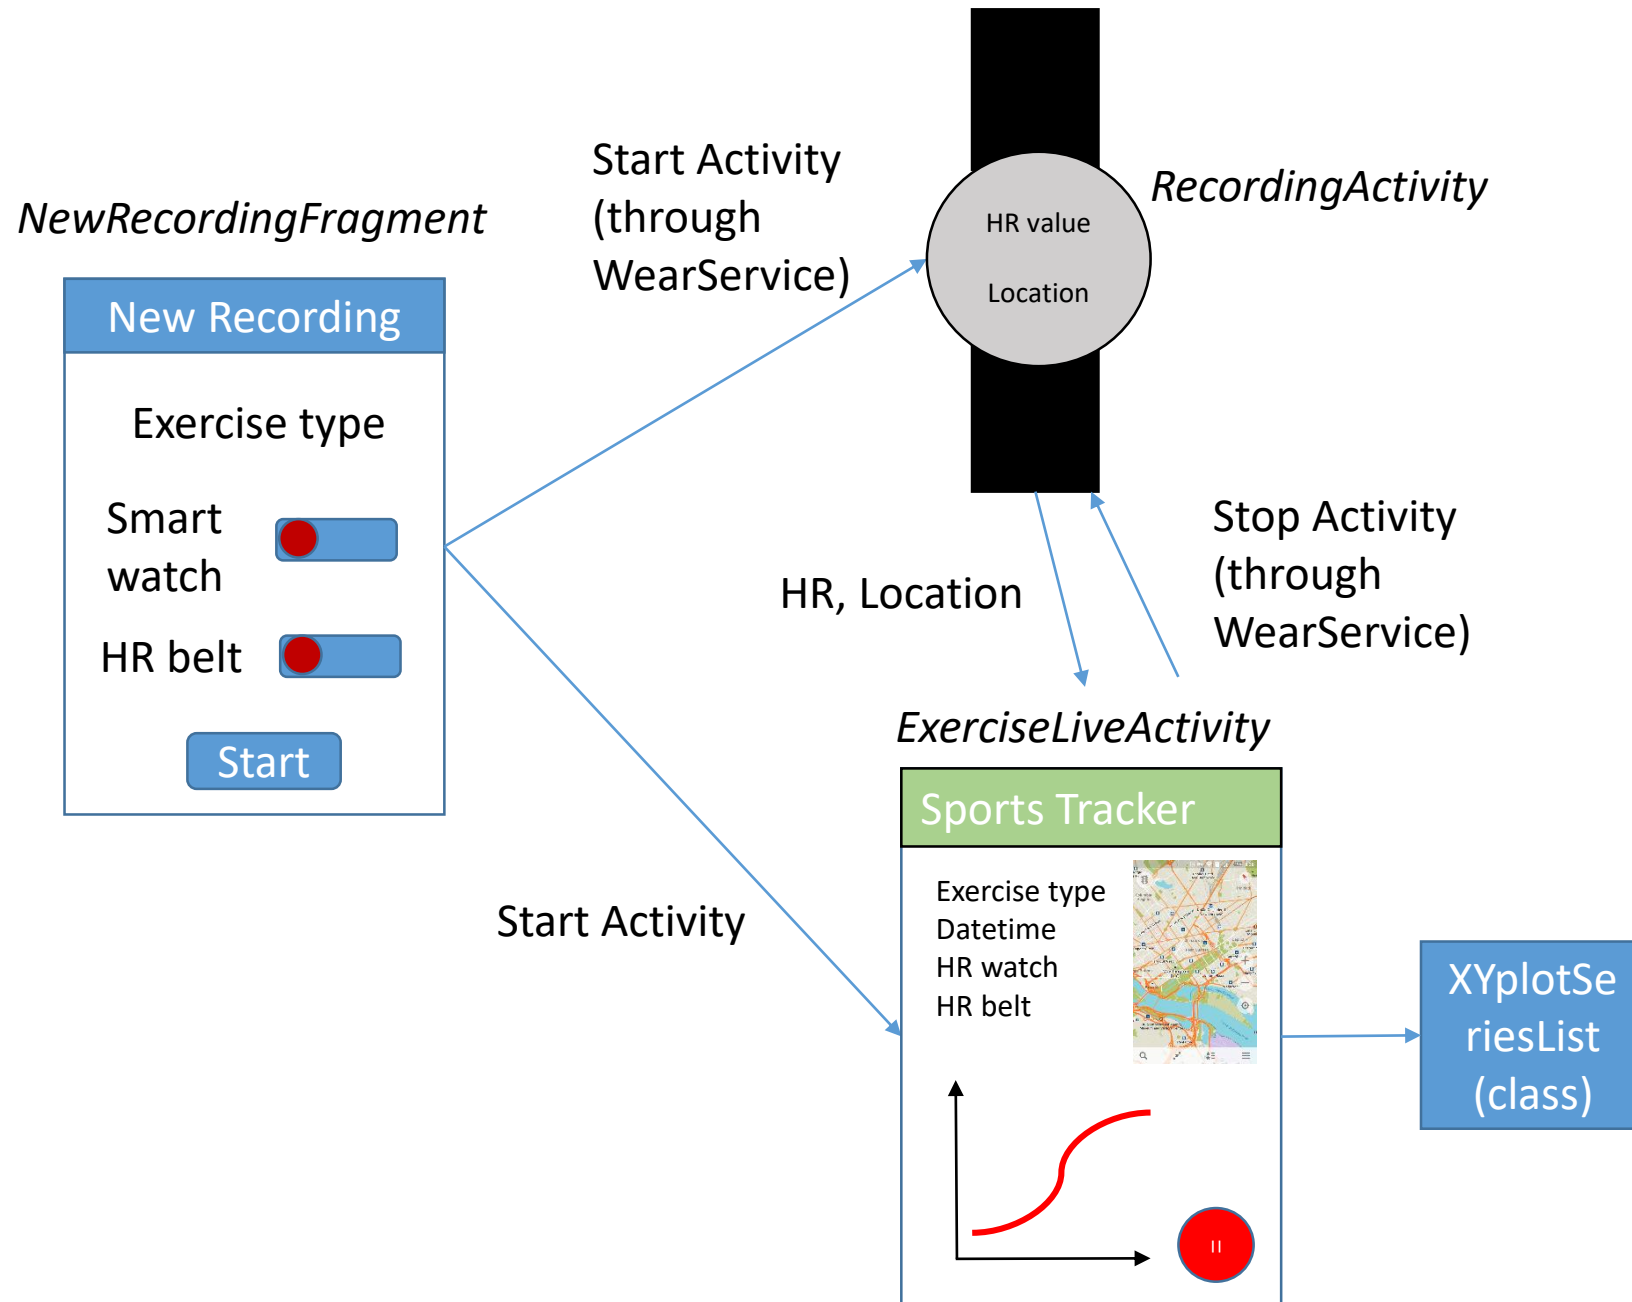 NewRecordingFragment
New Recording
Exercise type
Smart
watch
HR belt
Start
Start Activity
(through
WearService)
RecordingActivity
HR value
Location
HR, Location
Stop Activity
(through
WearService)
Start Activity
ExerciseLiveActivity
Sports Tracker
Exercise type
Datetime
HR watch
HR belt
XYplotSe
riesList
(class)